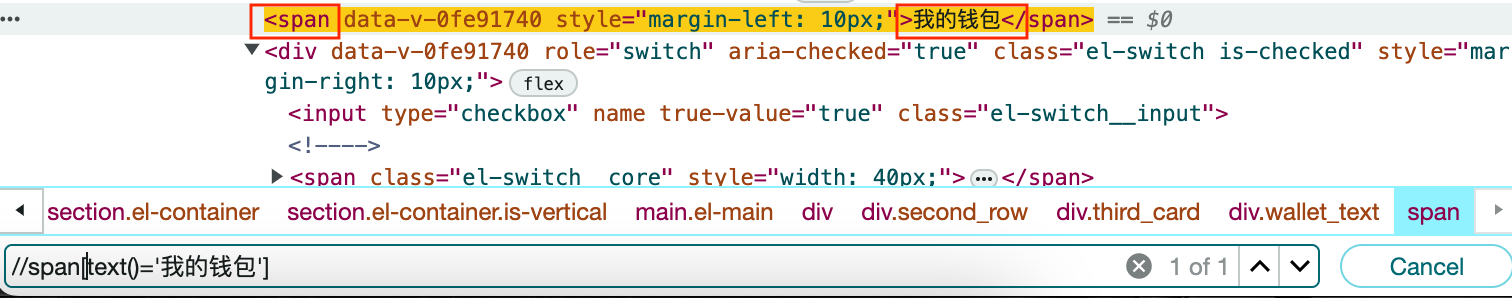 ••• <span data-v-0fe91740 style="margin-left: 10px;">我的钱包</span> == $0
▼<div data-v-0fe91740 role="switch" aria-checked="true" class="el-switch is-checked" style="mar
gin-right: 10px;"> flex
<input type="checkbox" name true-value="true" class="el-switch__input">
<!---->
▶<span class="el-switch__core" style="width: 40px;">•••</span>
section.el-container section.el-container.is-vertical main.el-main div div.second_row div.third_card div.wallet_text span
//span[text()='我的钱包'] 1 of 1 Cancel